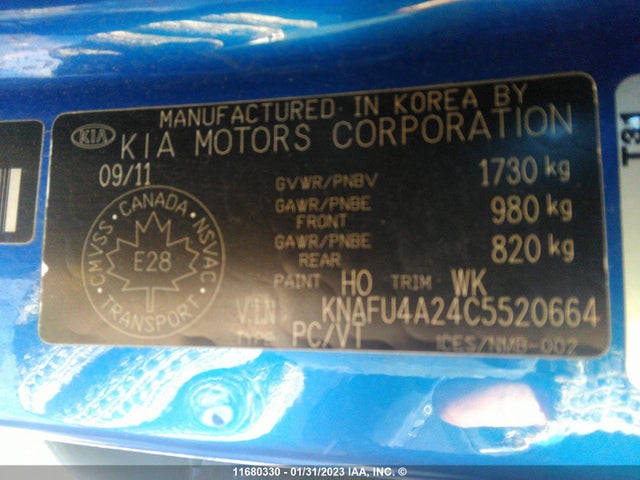 MANUFACTURED IN KOREA BY
KIA KIA MOTORS CORPORATION
09/11
GVWR/PNBV 1730 kg
GAWR/PNBE FRONT 980 kg
GAWR/PNBE REAR 820 kg
CMVSS · CANADA · NSVAC
E28
TRANSPORT
PAINT HO TRIM WK
V.I.N KNAFU4A24C5520664
TYPE PC/VT ICES/NMB-002
T31
11680330 - 01/31/2023 IAA, INC. ©